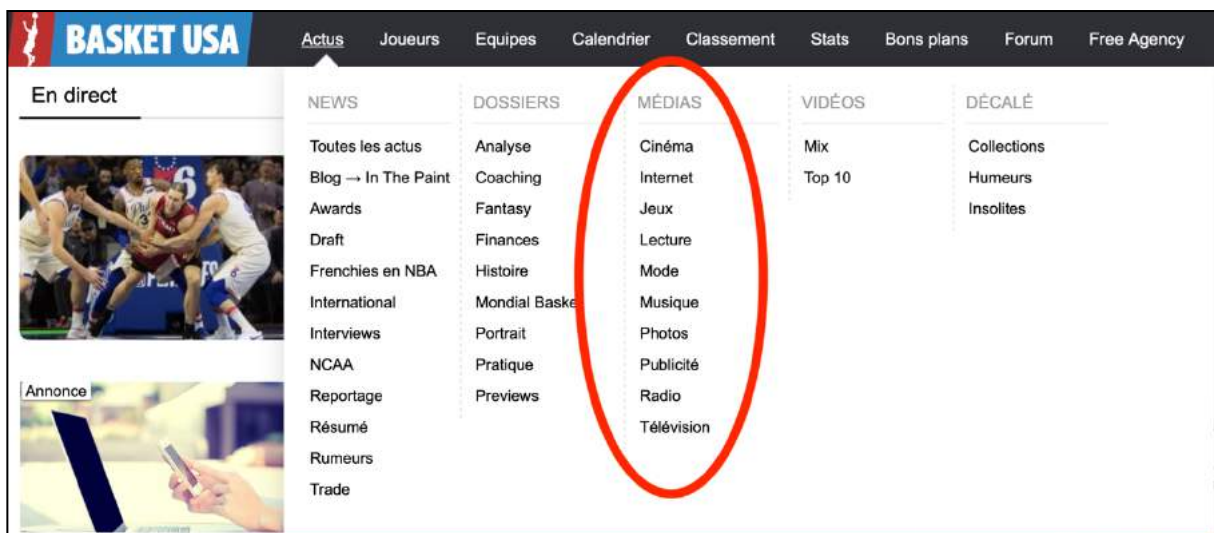 BASKET USA
Actus Joueurs Equipes Calendrier Classement Stats Bons plans Forum Free Agency
En direct
NEWS
Toutes les actus
Blog → In The Paint
Awards
Draft
Frenchies en NBA
International
Interviews
NCAA
Reportage
Résumé
Rumeurs
Trade
DOSSIERS
Analyse
Coaching
Fantasy
Finances
Histoire
Mondial Baske
Portrait
Pratique
Previews
MÉDIAS
Cinéma
Internet
Jeux
Lecture
Mode
Musique
Photos
Publicité
Radio
Télévision
VIDÉOS
Mix
Top 10
DÉCALÉ
Collections
Humeurs
Insolites
Annonce